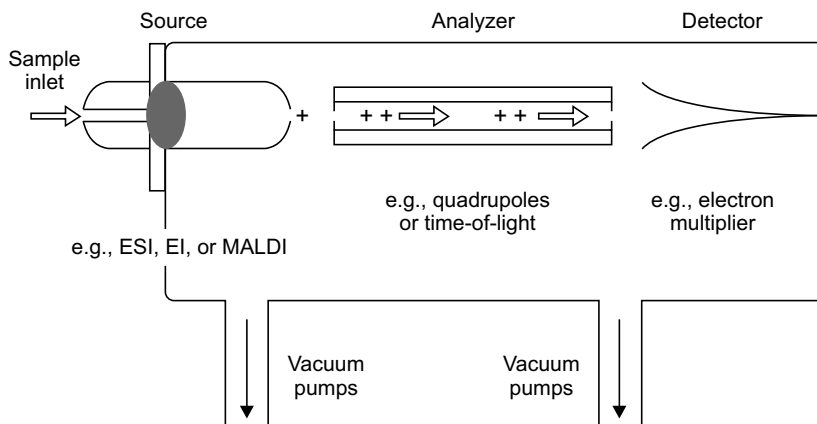 Source
Analyzer
Detector
Sample
inlet
+
+ +
+ +
e.g., quadrupoles
or time-of-light
e.g., electron
multiplier
e.g., ESI, EI, or MALDI
Vacuum
pumps
Vacuum
pumps